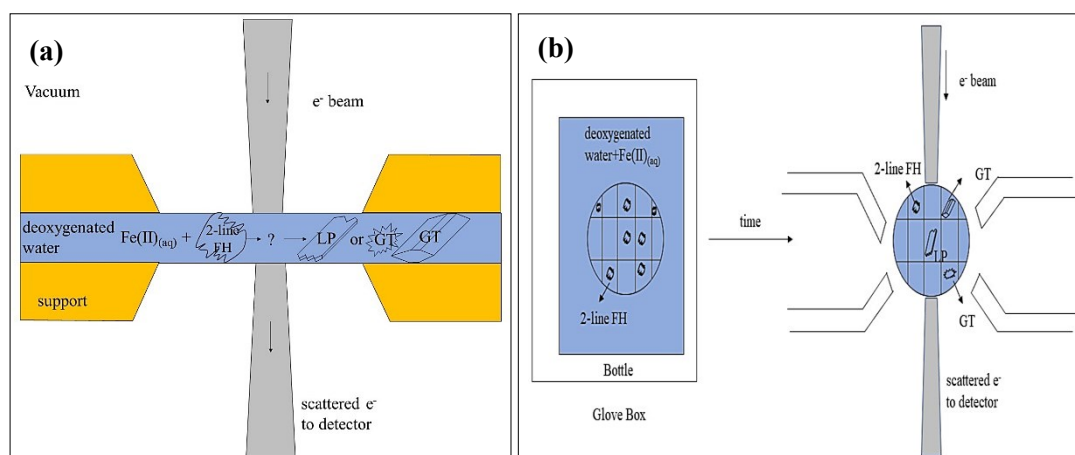 (a)
Vacuum
e- beam
deoxygenated
water
Fe(II)(aq) +
2-line
FH
?
LP
or
GT
GT
support
scattered e-
to detector
(b)
deoxygenated
water+Fe(II)(aq)
2-line FH
Bottle
Glove Box
time
e- beam
2-line FH
GT
LP
GT
scattered e-
to detector